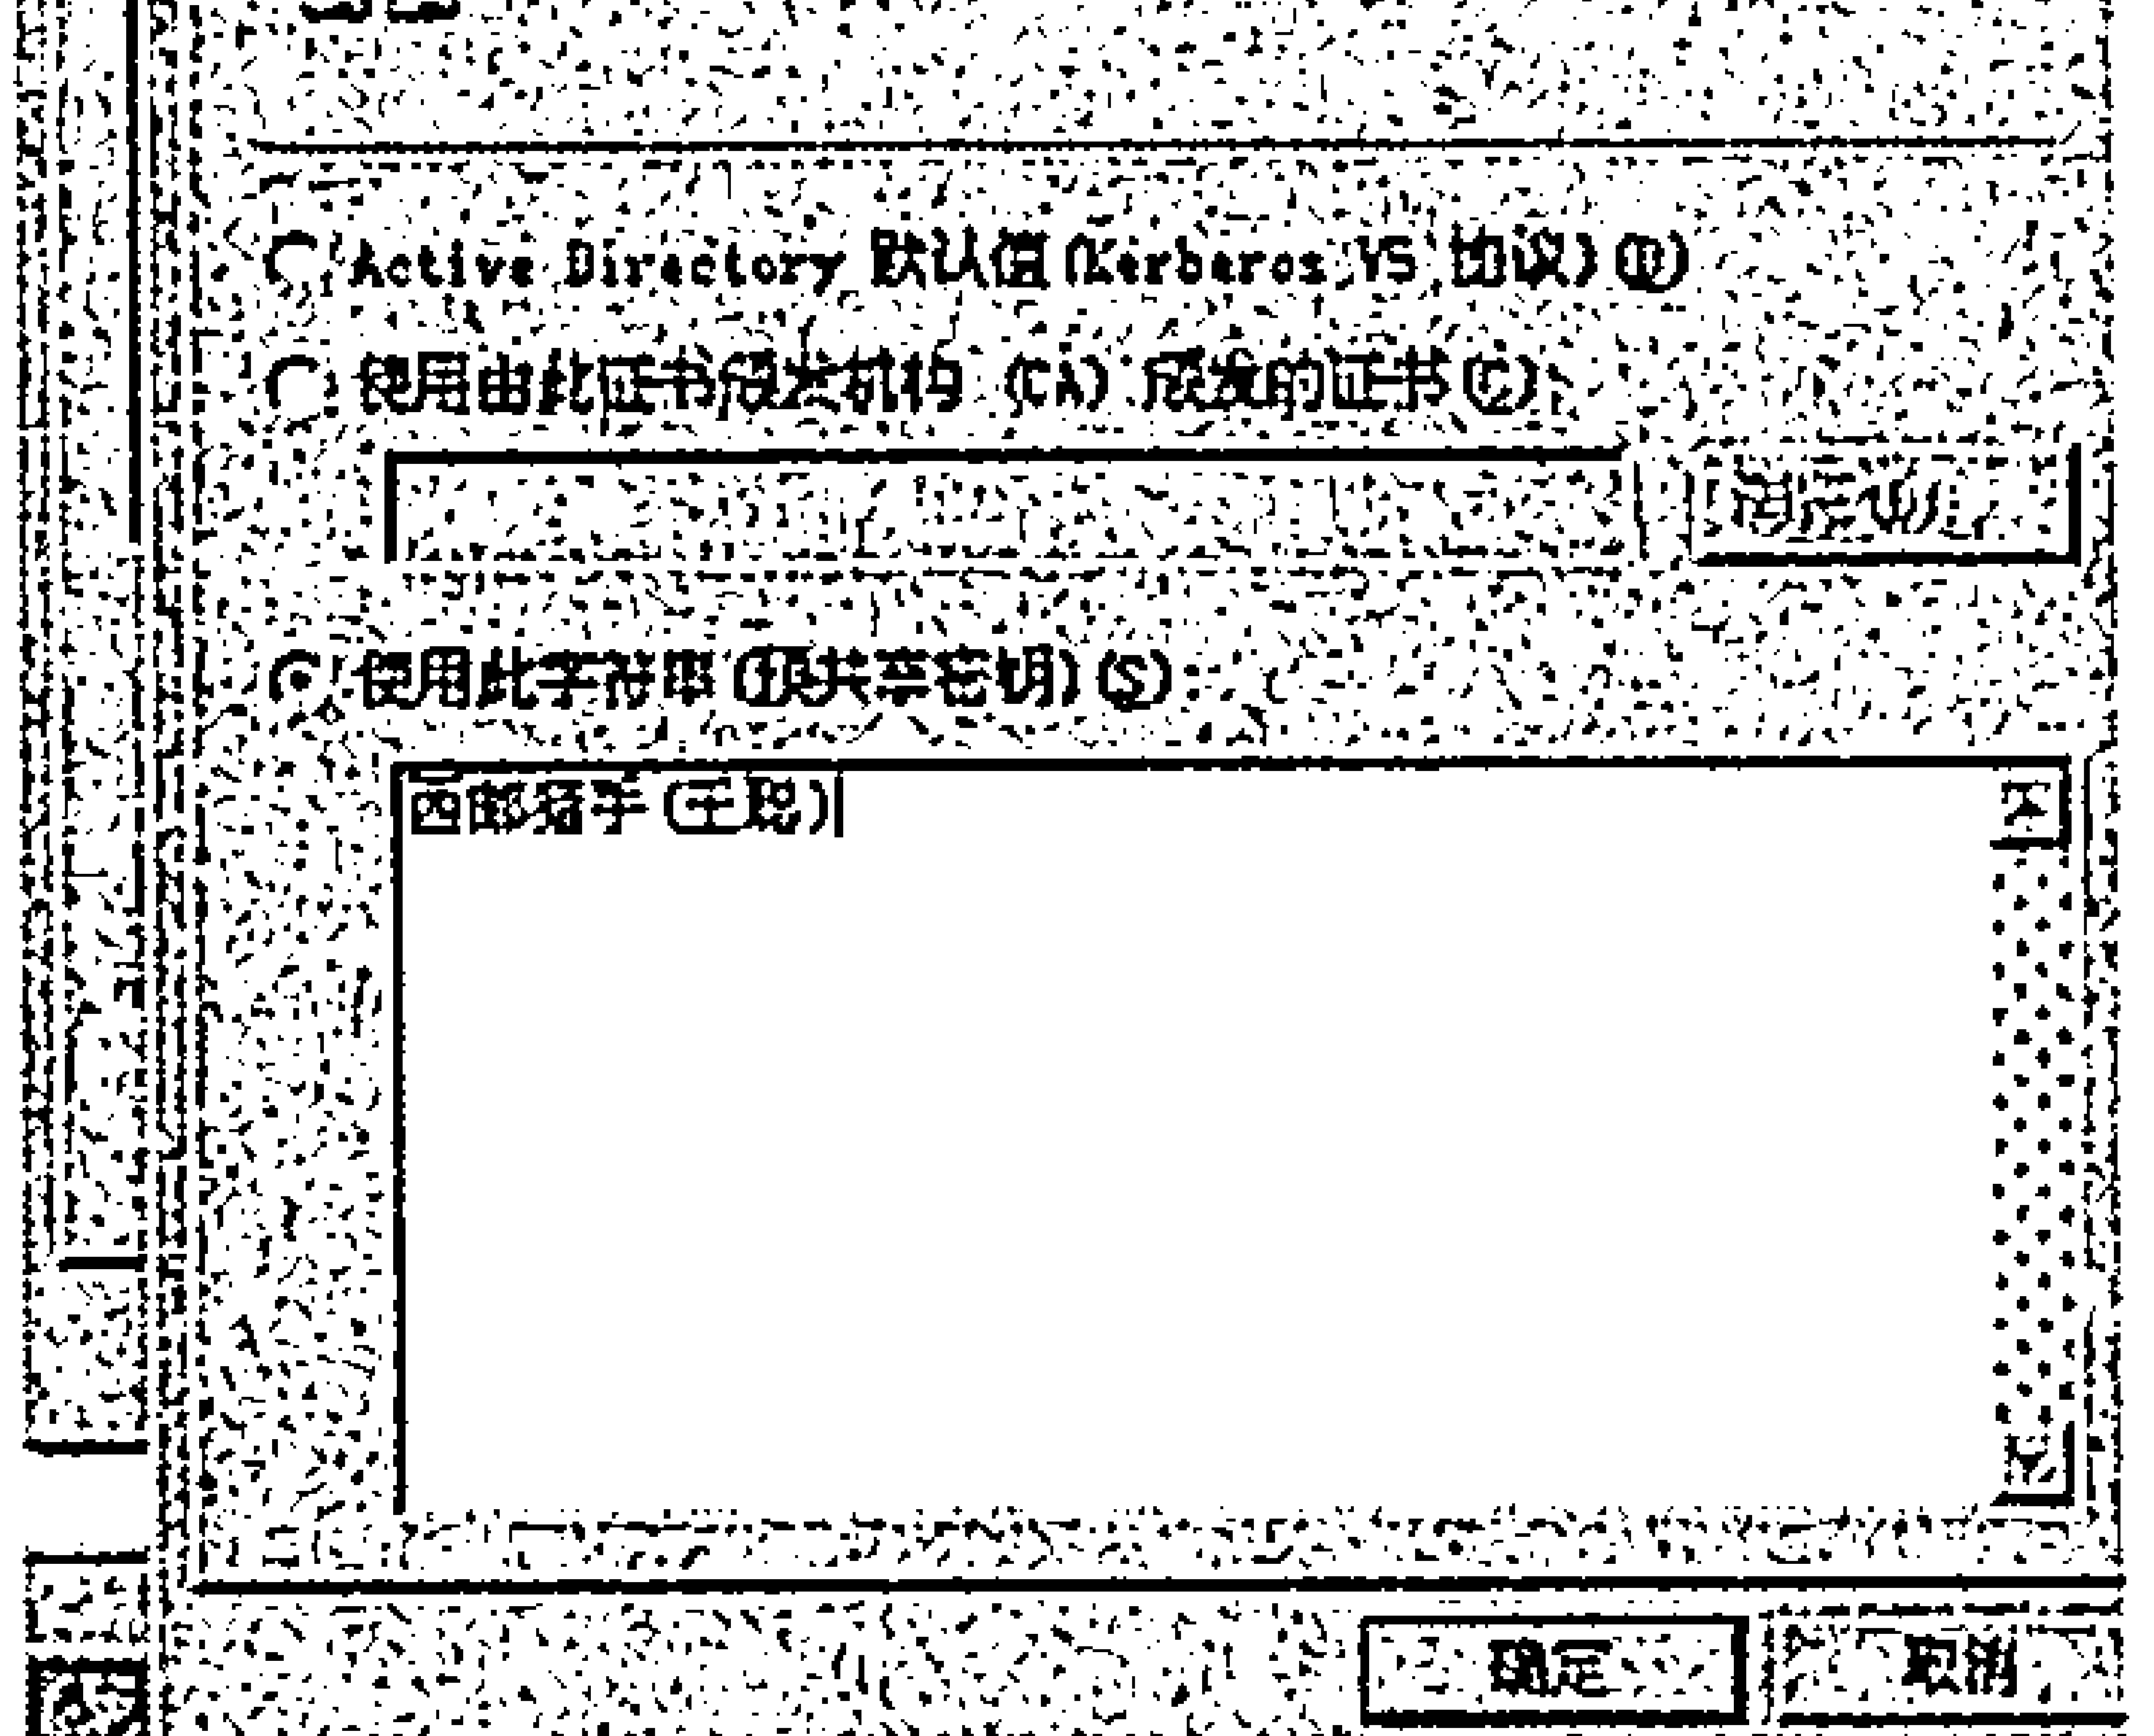 Active Directory 默认值(Kerberos V5 协议)(D)
使用由此证书颁发机构 (CA) 颁发的证书(C):
浏览(W)...
使用此字符串(预共享密钥)(S):
西邮猎手(王聪)
确定 取消